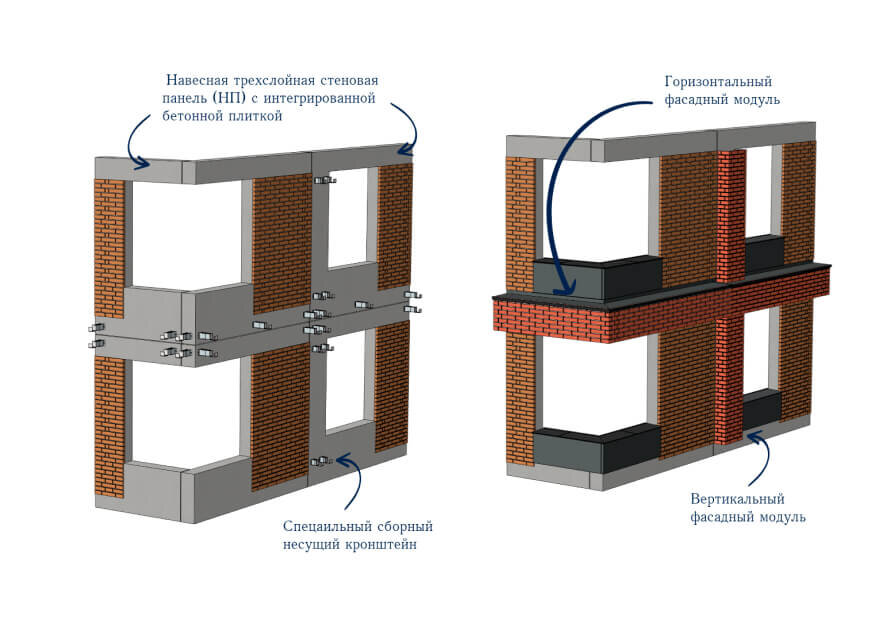 Навесная трехслойная стеновая
панель (НП) с интегрированной
бетонной плиткой
Горизонтальный
фасадный модуль
Специальный сборный
несущий кронштейн
Вертикальный
фасадный модуль